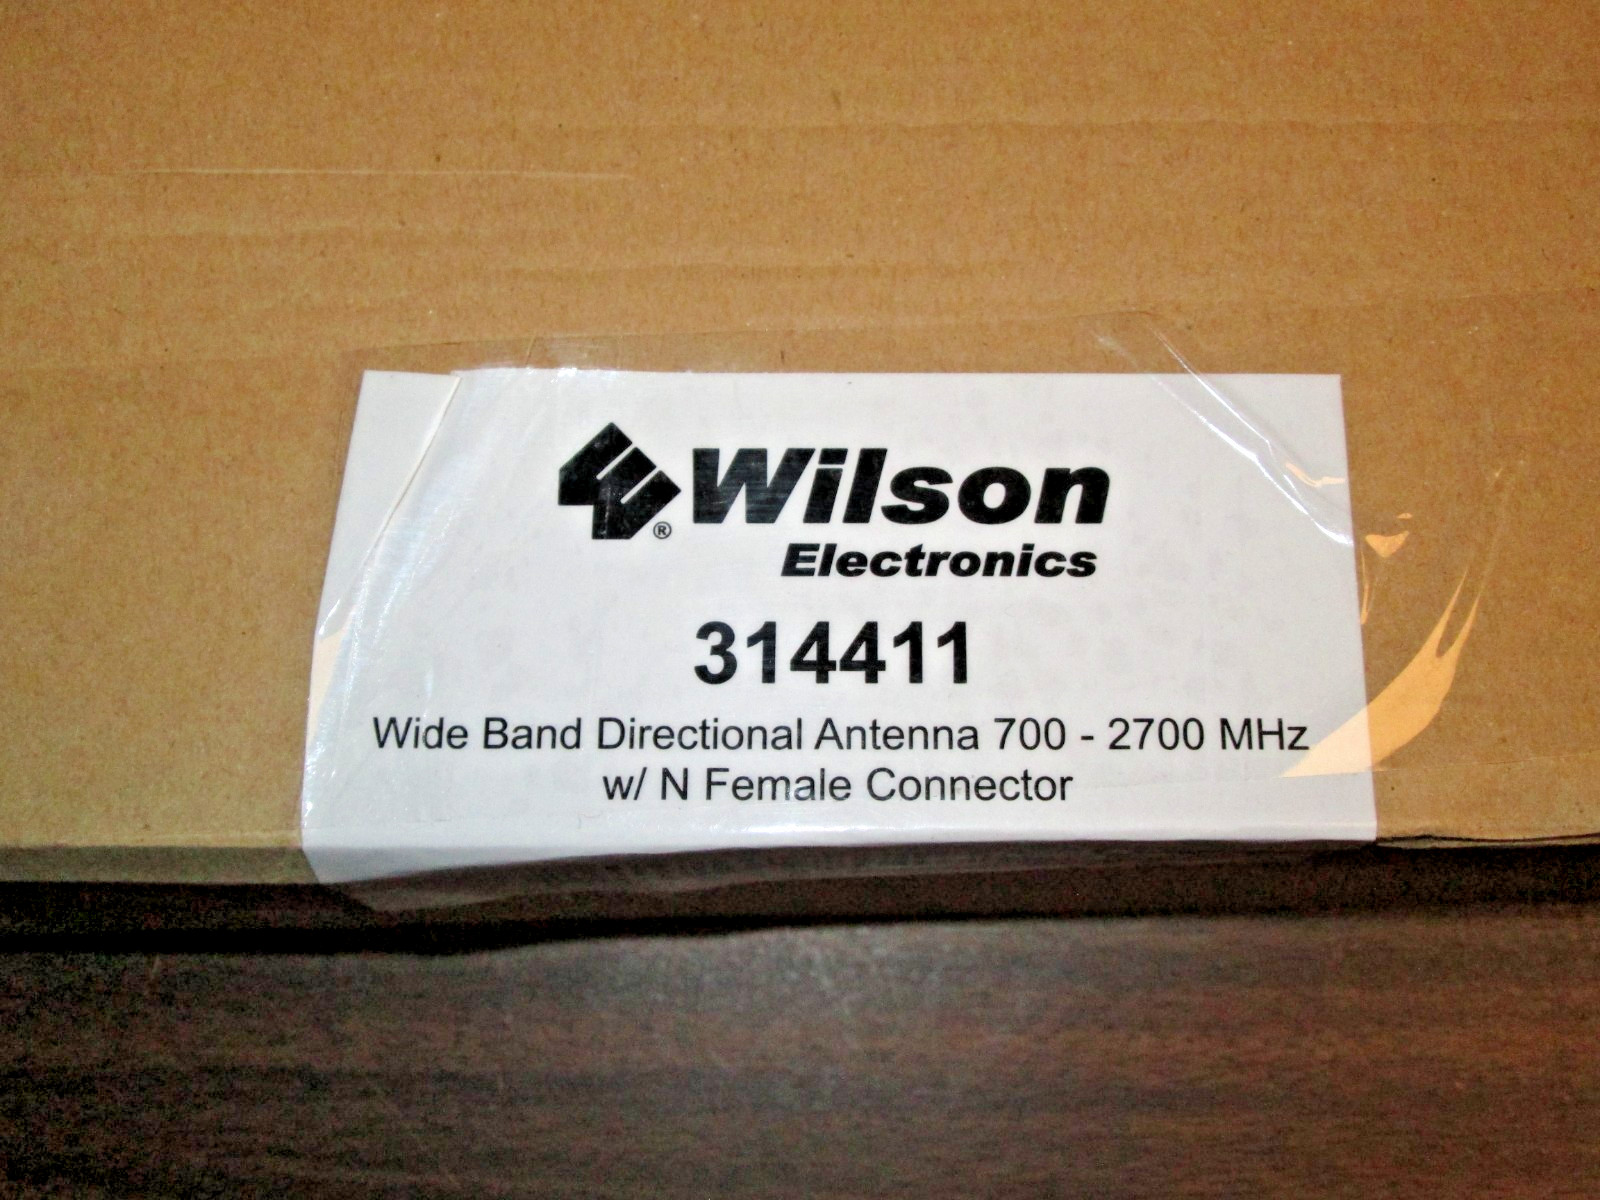 ® Wilson
Electronics
314411
Wide Band Directional Antenna 700 - 2700 MHz
w/ N Female Connector